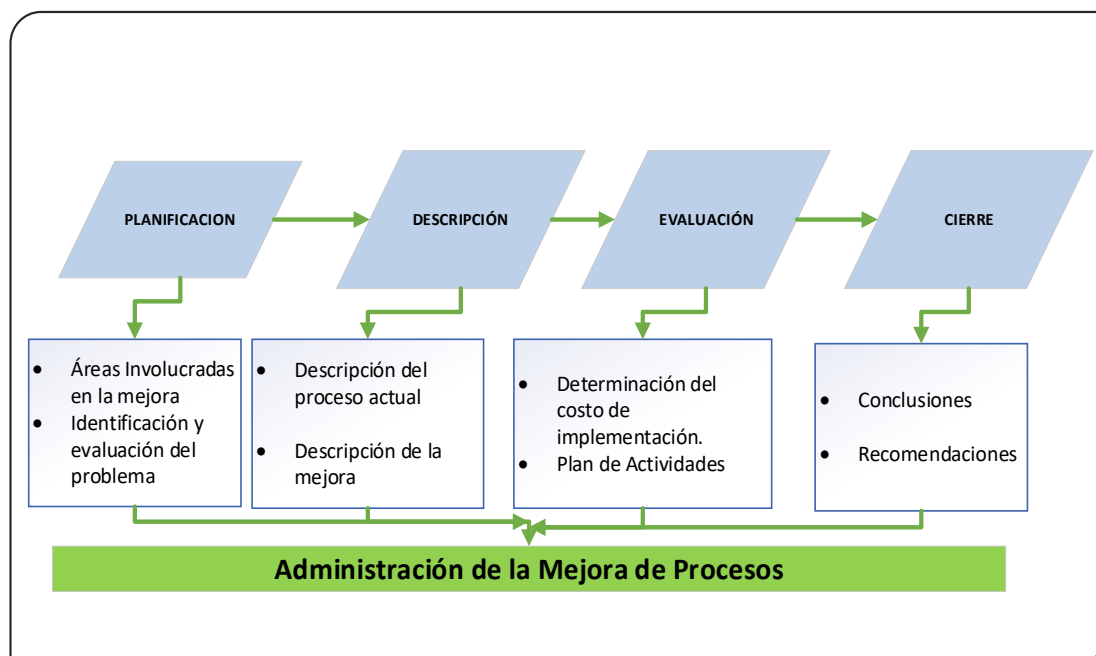 PLANIFICACION
DESCRIPCIÓN
EVALUACIÓN
CIERRE
• Áreas Involucradas
en la mejora
• Identificación y
evaluación del
problema
• Descripción del
proceso actual
• Descripción de la
mejora
• Determinación del
costo de
implementación.
• Plan de Actividades
• Conclusiones
• Recomendaciones
Administración de la Mejora de Procesos